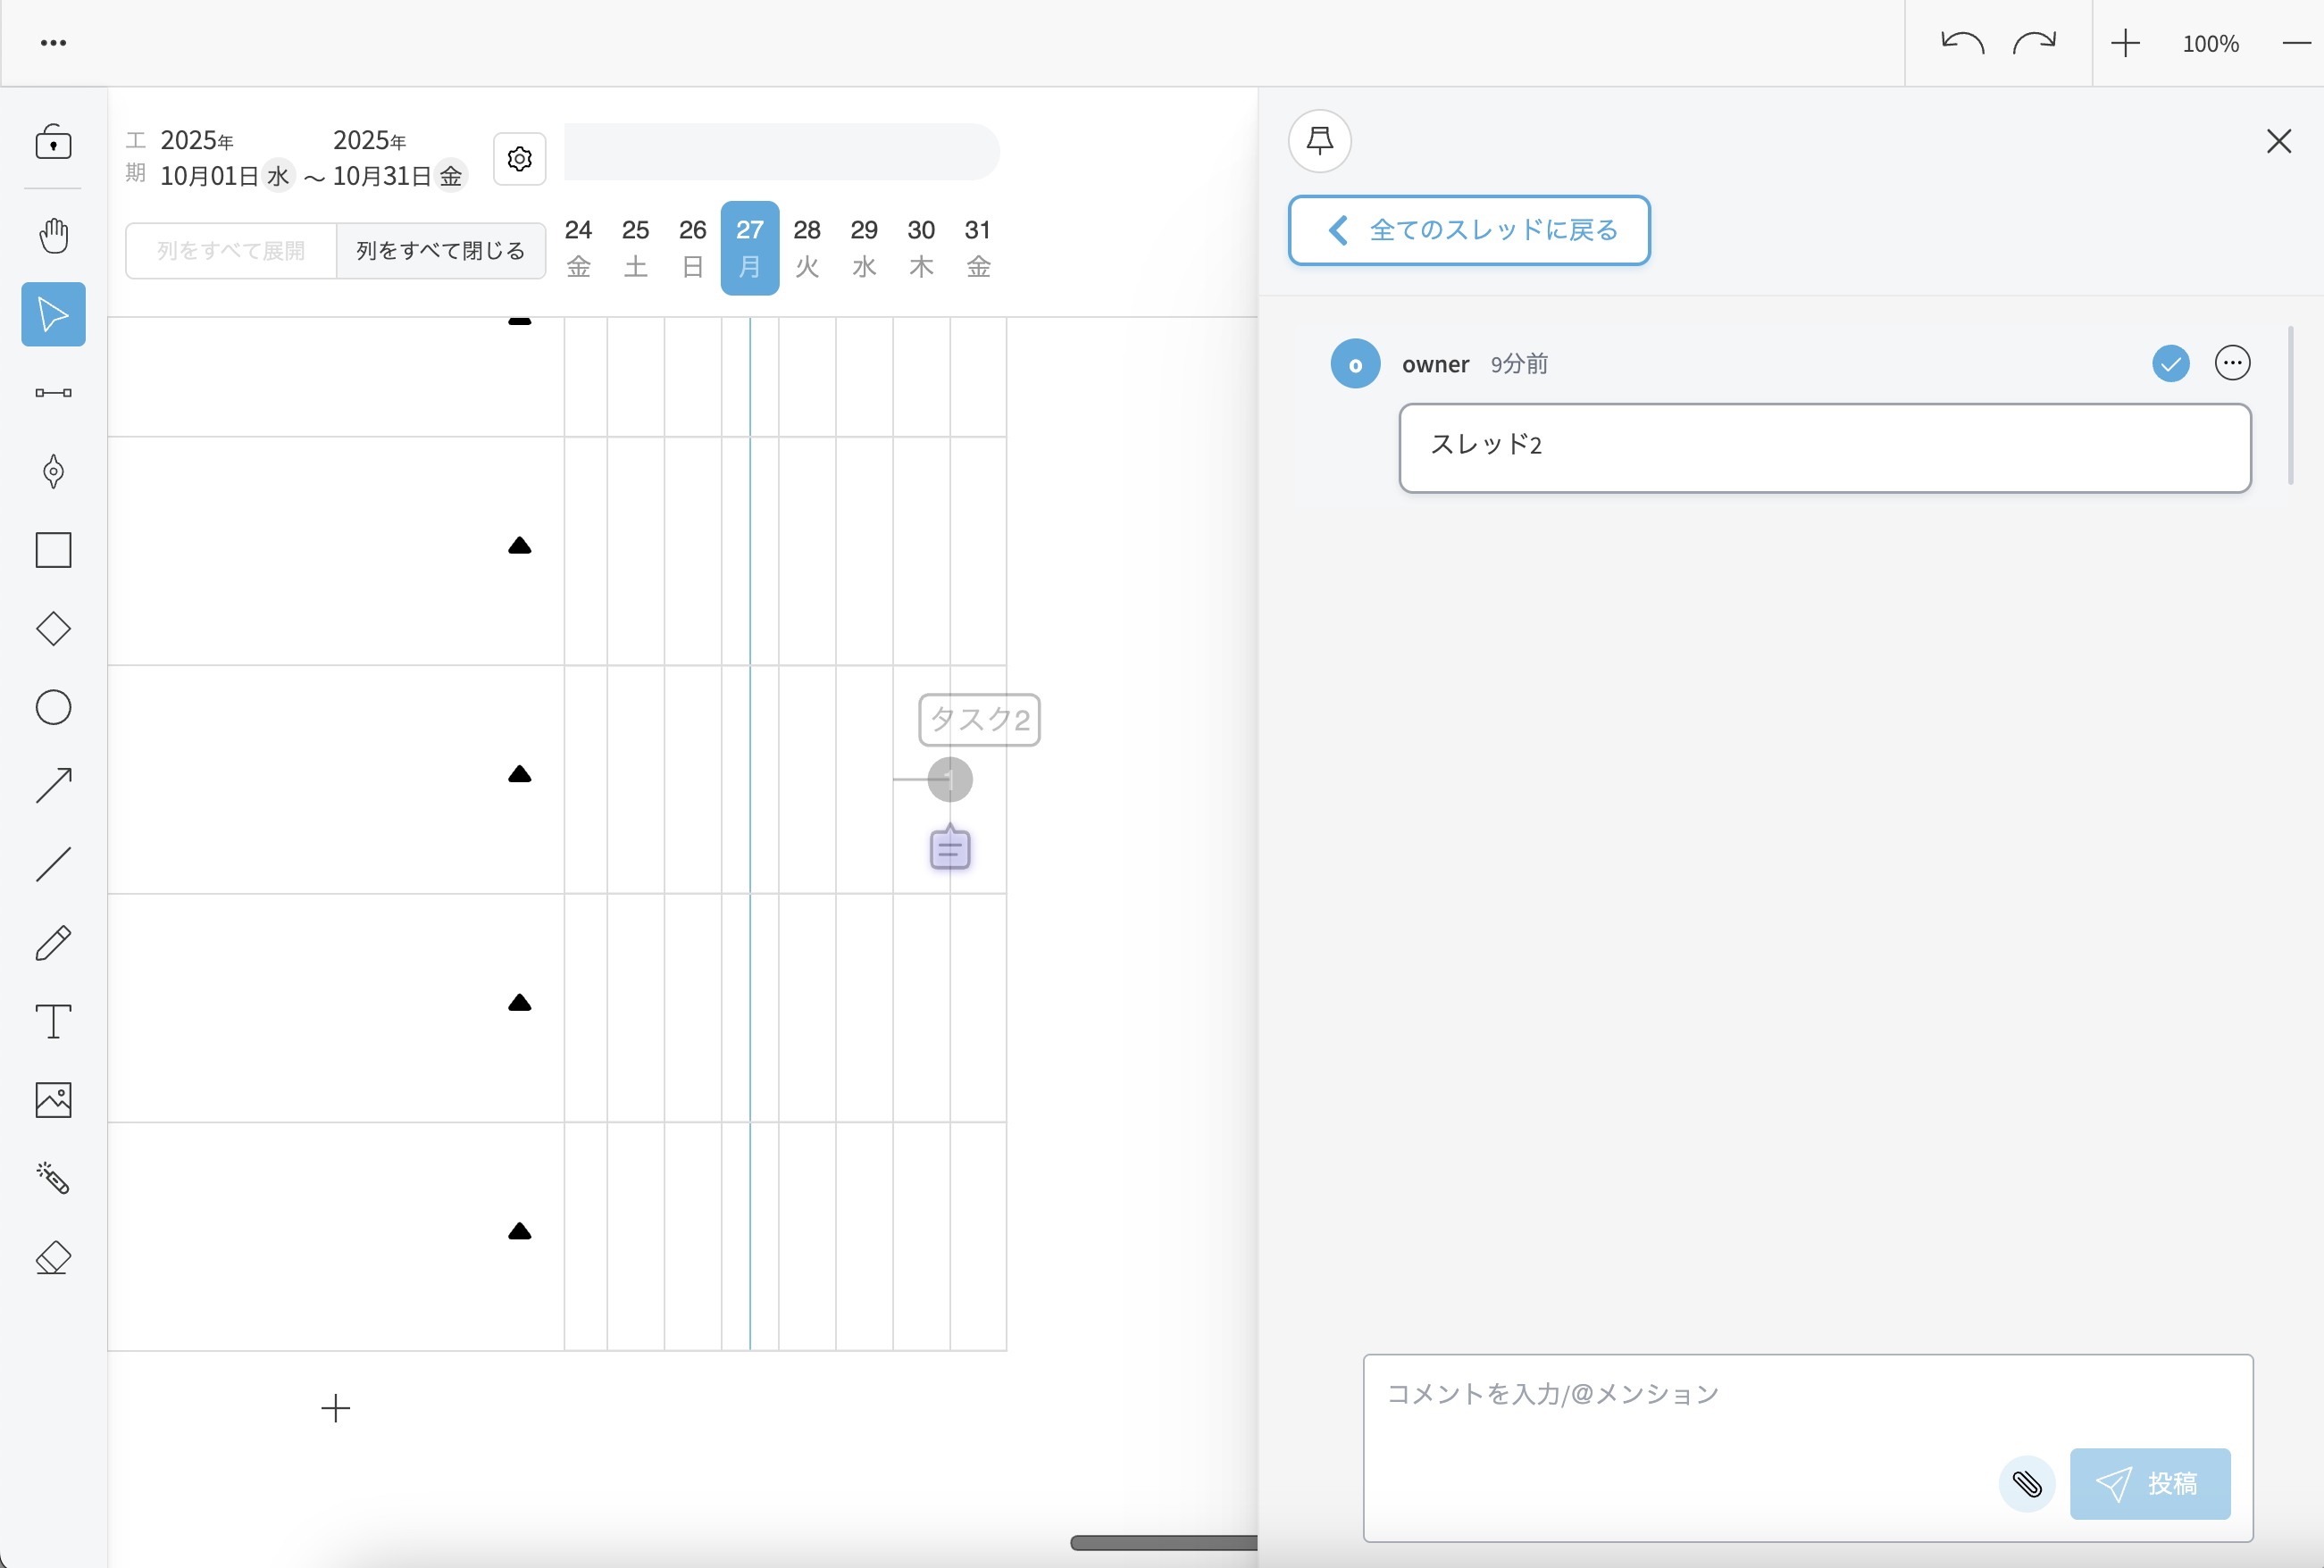 100%
工期
2025年 2025年
10月01日 水 ～ 10月31日 金
列をすべて展開 列をすべて閉じる
24 25 26 27 28 29 30 31
金 土 日 月 火 水 木 金
タスク2
1
全てのスレッドに戻る
o owner 9分前
スレッド2
コメントを入力/@メンション
投稿